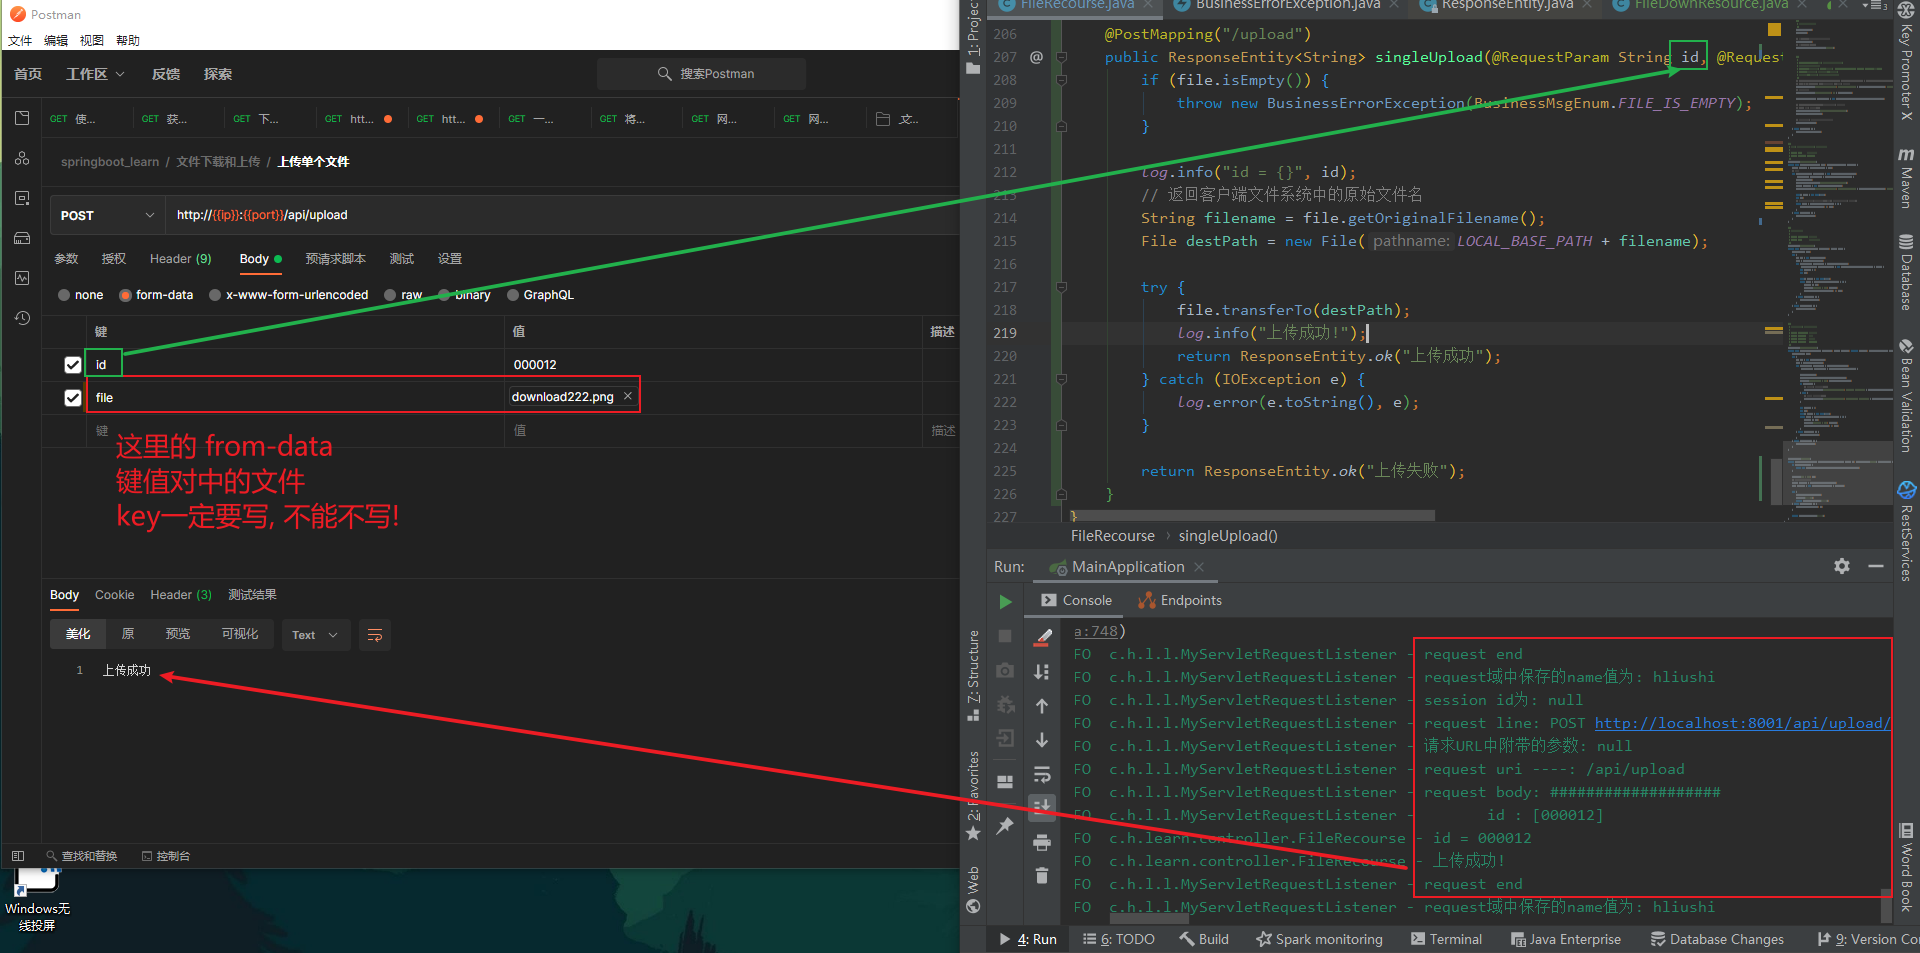 Postman
文件 编辑 视图 帮助
首页 工作区 反馈 探索 搜索Postman
GET 使... GET 获... GET 下... GET htt... GET htt... GET 一... GET 将... GET 网... GET 网... 文...
springboot_learn / 文件下载和上传 / 上传单个文件
POST http://{{ip}}:{{port}}/api/upload
参数 授权 Header (9) Body 预请求脚本 测试 设置
none form-data x-www-form-urlencoded raw binary GraphQL
键 值 描述
id 000012
file download222.png ×
键 值 描述
这里的 from-data
键值对中的文件
key一定要写, 不能不写!
Body Cookie Header (3) 测试结果
美化 原 预览 可视化 Text
1 上传成功
查找和替换 控制台
Windows无
线投屏
1: Project
7: Structure
2: Favorites
Web
FileRecourse.java BusinessErrorException.java ResponseEntity.java FileDownResource.java
206 @PostMapping("/upload")
207 @ public ResponseEntity<String> singleUpload(@RequestParam String id, @Reques
208 if (file.isEmpty()) {
209 throw new BusinessErrorException(BusinessMsgEnum.FILE_IS_EMPTY);
210 }
211
212 log.info("id = {}", id);
// 返回客户端文件系统中的原始文件名
214 String filename = file.getOriginalFilename();
215 File destPath = new File( pathname: LOCAL_BASE_PATH + filename);
216
217 try {
218 file.transferTo(destPath);
219 log.info("上传成功!");
220 return ResponseEntity.ok("上传成功");
221 } catch (IOException e) {
222 log.error(e.toString(), e);
223 }
224
225 return ResponseEntity.ok("上传失败");
226 }
227 }
FileRecourse › singleUpload()
Run: MainApplication
Console Endpoints
a:748)
FO c.h.l.l.MyServletRequestListener - request end
FO c.h.l.l.MyServletRequestListener - request域中保存的name值为: hliushi
FO c.h.l.l.MyServletRequestListener - session id为: null
FO c.h.l.l.MyServletRequestListener - request line: POST http://localhost:8001/api/upload/
FO c.h.l.l.MyServletRequestListener - 请求URL中附带的参数: null
FO c.h.l.l.MyServletRequestListener - request uri ----: /api/upload
FO c.h.l.l.MyServletRequestListener - request body: ###################
FO c.h.l.l.MyServletRequestListener - id : [000012]
FO c.h.learn.controller.FileRecourse - id = 000012
FO c.h.learn.controller.FileRecourse - 上传成功!
FO c.h.l.l.MyServletRequestListener - request end
FO c.h.l.l.MyServletRequestListener - request域中保存的name值为: hliushi
4: Run 6: TODO Build Spark monitoring Terminal Java Enterprise Database Changes 9: Version Co
Key Promoter X
Maven
Database
Bean Validation
RestServices
Word Book